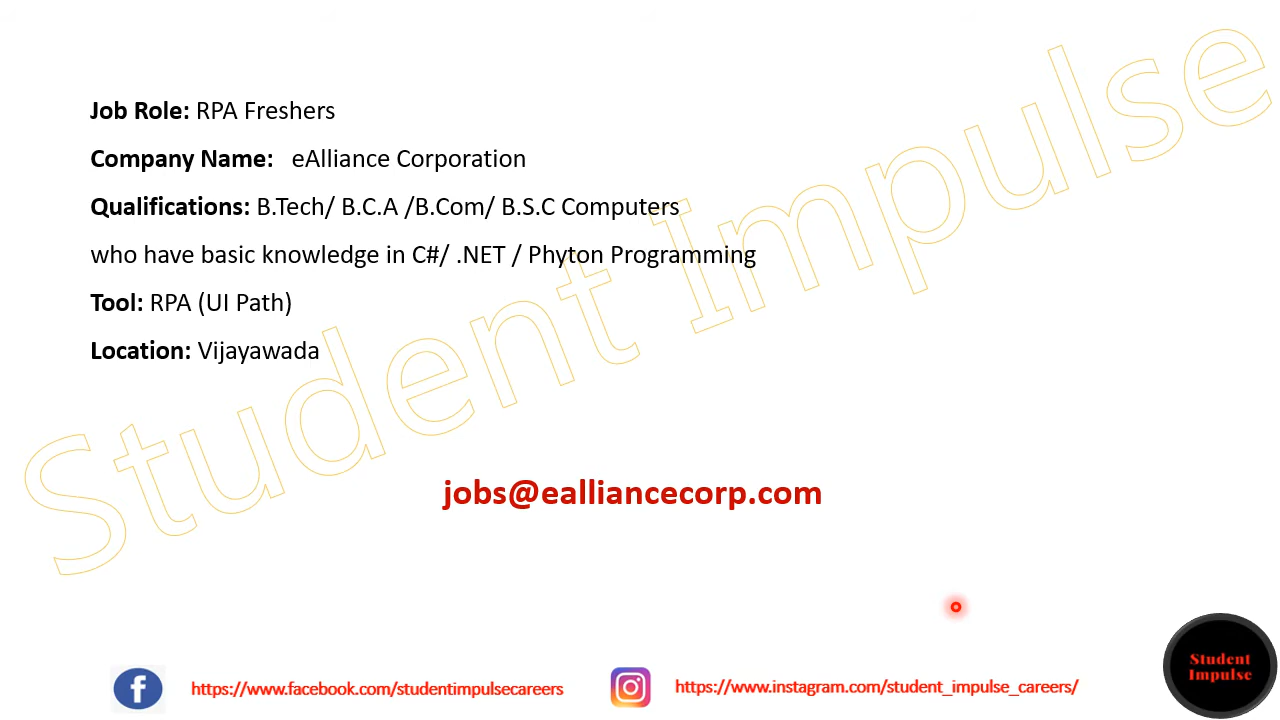 Job Role: RPA Freshers
Company Name: eAlliance Corporation
Qualifications: B.Tech/ B.C.A /B.Com/ B.S.C Computers
who have basic knowledge in C#/ .NET / Phyton Programming
Tool: RPA (UI Path)
Location: Vijayawada
Student Impulse
jobs@ealliancecorp.com
https://www.facebook.com/studentimpulsecareers
https://www.instagram.com/student_impulse_careers/
Student
Impulse